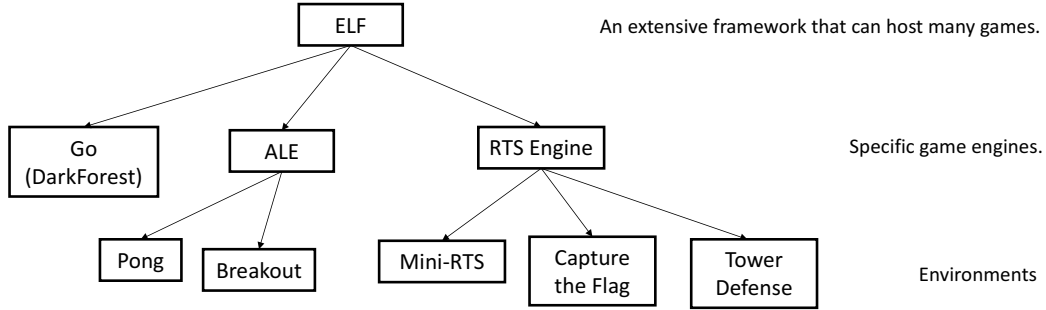 ELF
An extensive framework that can host many games.
Go
(DarkForest)
ALE
RTS Engine
Specific game engines.
Pong
Breakout
Mini-RTS
Capture
the Flag
Tower
Defense
Environments